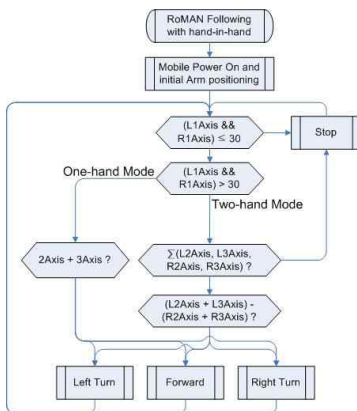 RoMAN Following
with hand-in-hand
Mobile Power On and
initial Arm positioning
(L1Axis &&
R1Axis) ≤ 30
Stop
(L1Axis &&
R1Axis) > 30
One-hand Mode
Two-hand Mode
2Axis + 3Axis ?
∑(L2Axis, L3Axis,
R2Axis, R3Axis) ?
(L2Axis + L3Axis) -
(R2Axis + R3Axis) ?
Left Turn
Forward
Right Turn